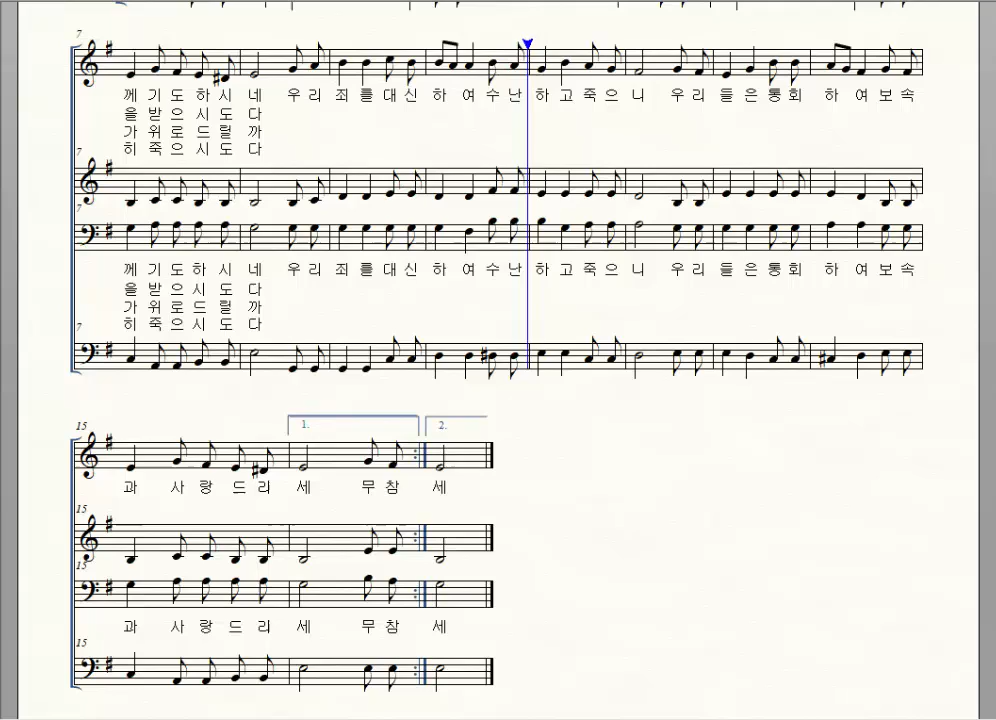 7
께 기 도 하 시 네 우 리 죄 를 대 신 하 여 수 난 하 고 죽 으 니 우 리 들 은 통 회 하 여 보 속
을 받 으 시 도 다
가 위 로 드 릴 까
히 죽 으 시 도 다
7
7
께 기 도 하 시 네 우 리 죄 를 대 신 하 여 수 난 하 고 죽 으 니 우 리 들 은 통 회 하 여 보 속
을 받 으 시 도 다
가 위 로 드 릴 까
히 죽 으 시 도 다
7
15
1. 2.
과 사 랑 드 리 세 무 참 세
15
15
과 사 랑 드 리 세 무 참 세
15